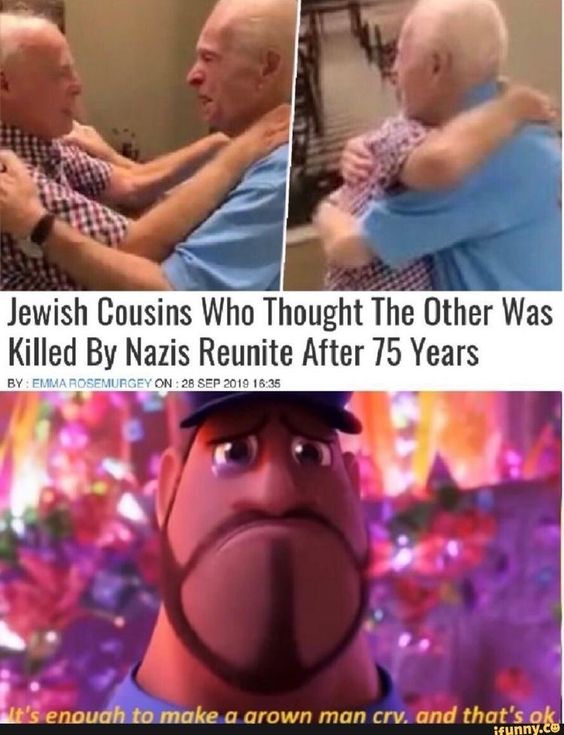 Jewish Cousins Who Thought The Other Was
Killed By Nazis Reunite After 75 Years
BY : EMMA ROSEMURGEY ON : 28 SEP 2019 16:35
It's enough to make a grown man cry, and that's ok
ifunny.co